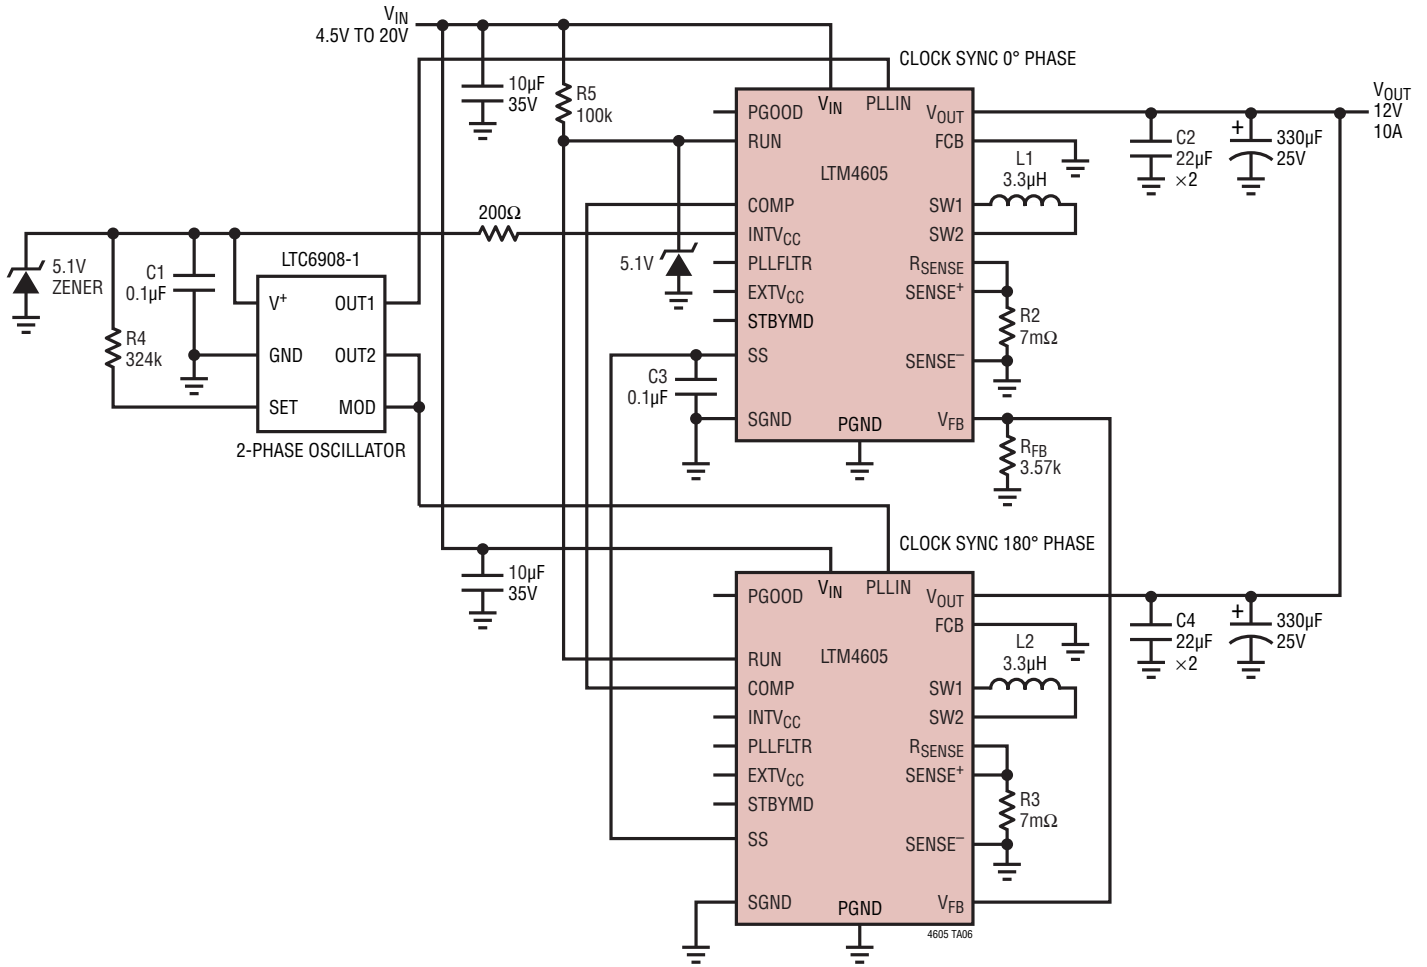 VIN
4.5V TO 20V
CLOCK SYNC 0° PHASE
10µF
35V
R5
100k
VIN
PLLIN
PGOOD
RUN
LTM4605
COMP
INTVCC
PLLFLTR
EXTVCC
STBYMD
SS
SGND
PGND
VOUT
FCB
SW1
SW2
RSENSE
SENSE+
SENSE–
VFB
VOUT
12V
10A
C2
22µF
×2
+
330µF
25V
L1
3.3µH
R2
7mΩ
RFB
3.57k
200Ω
5.1V
C3
0.1µF
5.1V
ZENER
C1
0.1µF
R4
324k
LTC6908-1
V+
OUT1
GND
OUT2
SET
MOD
2-PHASE OSCILLATOR
CLOCK SYNC 180° PHASE
10µF
35V
VIN
PLLIN
PGOOD
RUN
LTM4605
COMP
INTVCC
PLLFLTR
EXTVCC
STBYMD
SS
SGND
PGND
VOUT
FCB
SW1
SW2
RSENSE
SENSE+
SENSE–
VFB
C4
22µF
×2
+
330µF
25V
L2
3.3µH
R3
7mΩ
4605 TA06